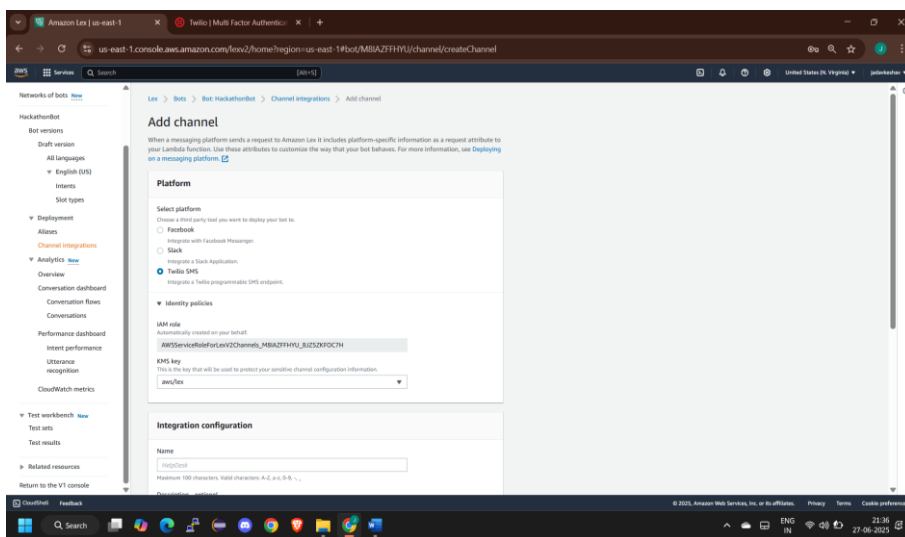 Amazon Lex | us-east-1
Twilio | Multi Factor Authenticat
us-east-1.console.aws.amazon.com/lexv2/home?region=us-east-1#bot/M8IAZFFHYU/channel/createChannel
aws
Services
Search
[Alt+S]
United States (N. Virginia)
jadavkeshav
Networks of bots New
HackathonBot
Bot versions
Draft version
All languages
English (US)
Intents
Slot types
Deployment
Aliases
Channel integrations
Analytics New
Overview
Conversation dashboard
Conversation flows
Conversations
Performance dashboard
Intent performance
Utterance
recognition
CloudWatch metrics
Test workbench New
Test sets
Test results
Related resources
Return to the V1 console
Lex > Bots > Bot: HackathonBot > Channel integrations > Add channel
Add channel
When a messaging platform sends a request to Amazon Lex it includes platform-specific information as a request attribute to
your Lambda function. Use these attributes to customize the way that your bot behaves. For more information, see Deploying
on a messaging platform.
Platform
Select platform
Choose a third party tool you want to deploy your bot to.
Facebook
Integrate with Facebook Messenger.
Slack
Integrate a Slack Application.
Twilio SMS
Integrate a Twilio programmable SMS endpoint.
Identity policies
IAM role
Automatically created on your behalf.
AWSServiceRoleForLexV2Channels_M8IAZFFHYU_8JZ5ZKFOC7H
KMS key
This is the key that will be used to protect your sensitive channel configuration information.
aws/lex
Integration configuration
Name
HelpDesk
Maximum 100 characters. Valid characters: A-Z, a-z, 0-9, -, _
Description - optional
CloudShell
Feedback
© 2025, Amazon Web Services, Inc. or its affiliates.
Privacy
Terms
Cookie preference
Search
ENG
IN
21:36
27-06-2025